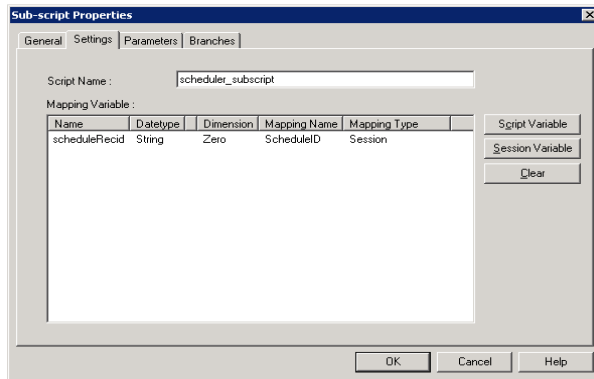 Sub-script Properties
General Settings Parameters Branches
Script Name : scheduler_subscript
Mapping Variable :
Name Datetype Dimension Mapping Name Mapping Type
scheduleRecid String Zero ScheduleID Session
Script Variable
Session Variable
Clear
OK Cancel Help